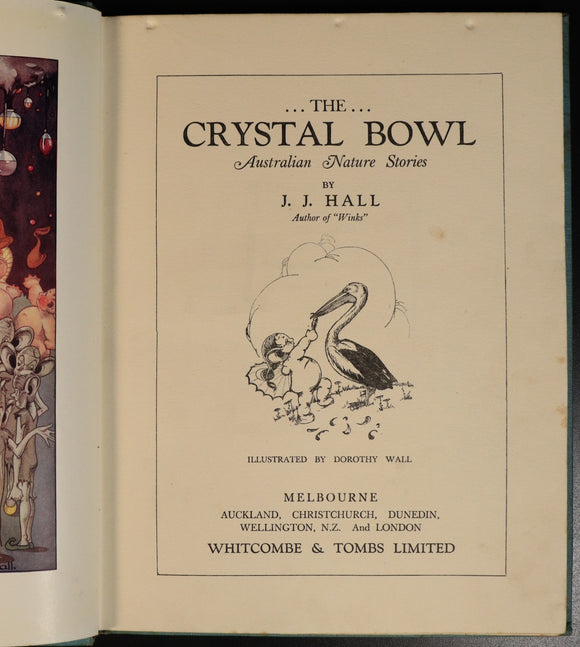 ...THE...
CRYSTAL BOWL
Australian Nature Stories
BY
J. J. HALL
Author of "Winks"
ILLUSTRATED BY DOROTHY WALL
MELBOURNE
AUCKLAND, CHRISTCHURCH, DUNEDIN,
WELLINGTON, N.Z. And LONDON
WHITCOMBE & TOMBS LIMITED